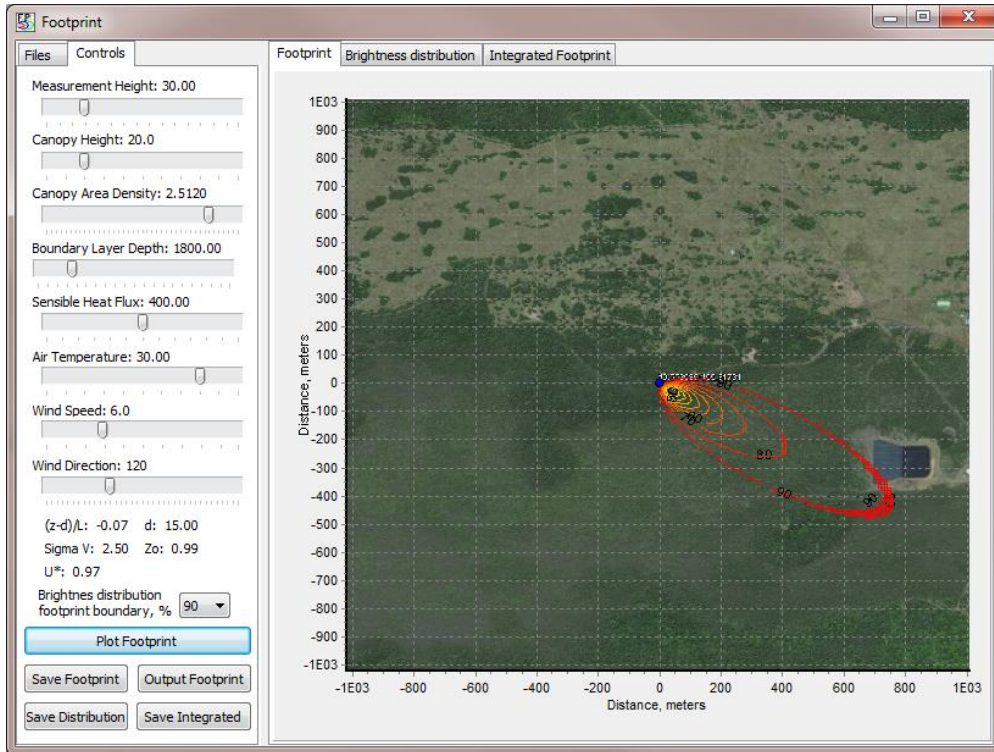 Footprint
Files Controls
Measurement Height: 30.00
Canopy Height: 20.0
Canopy Area Density: 2.5120
Boundary Layer Depth: 1800.00
Sensible Heat Flux: 400.00
Air Temperature: 30.00
Wind Speed: 6.0
Wind Direction: 120
(z-d)/L: -0.07 d: 15.00
Sigma V: 2.50 Zo: 0.99
U*: 0.97
Brightnes distribution
footprint boundary, % 90
Plot Footprint
Save Footprint Output Footprint
Save Distribution Save Integrated
Footprint Brightness distribution Integrated Footprint
1E03
900
800
700
600
500
400
300
200
100
0
-100
-200
-300
-400
-500
-600
-700
-800
-900
-1E03
Distance, meters
80
90
-1E03 -800 -600 -400 -200 0 200 400 600 800 1E03
Distance, meters